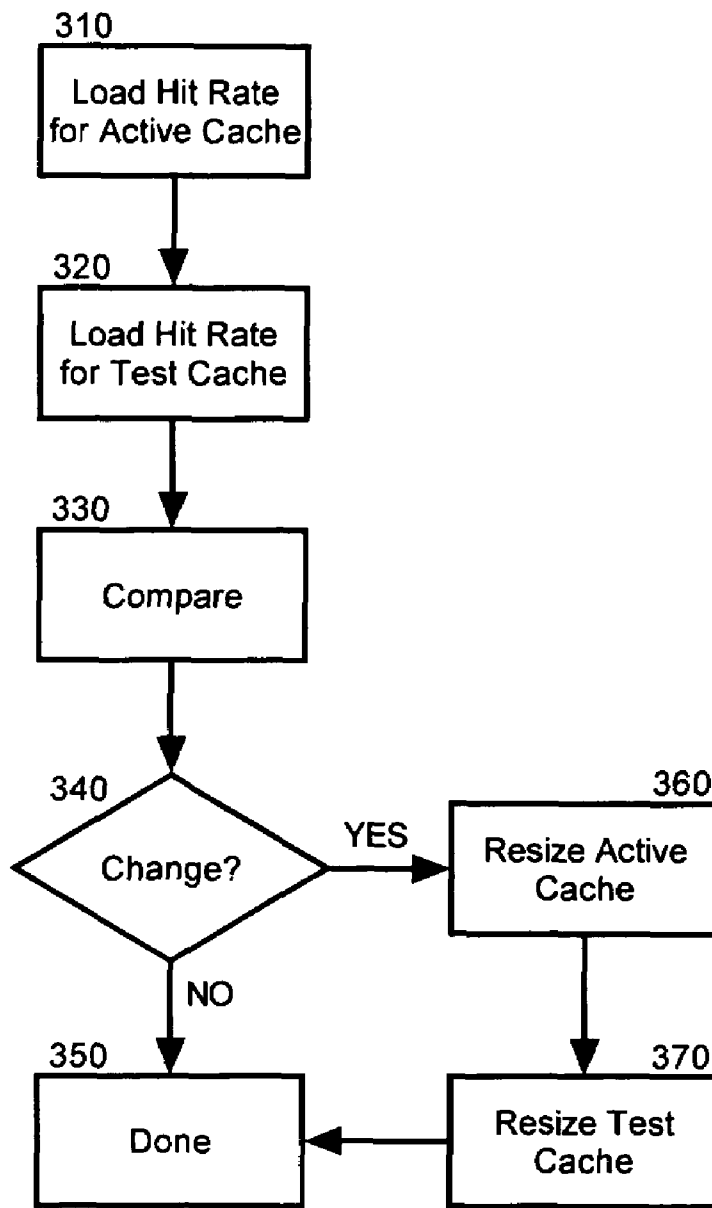 310
Load Hit Rate
for Active Cache
320
Load Hit Rate
for Test Cache
330
Compare
340
Change?
YES
360
Resize Active
Cache
NO
350
Done
370
Resize Test
Cache